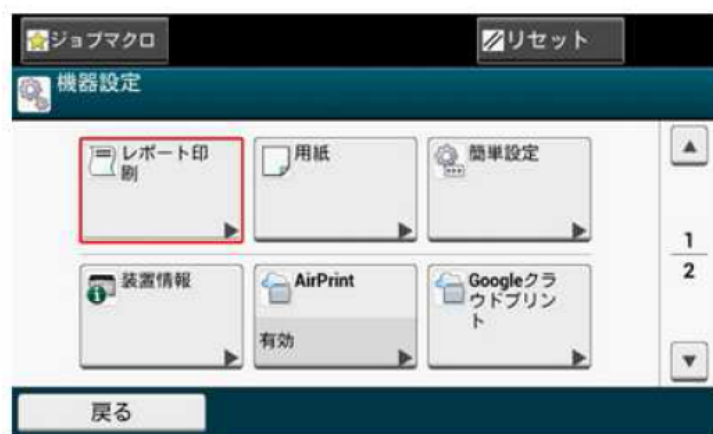 ジョブマクロ
リセット
機器設定
レポート印
刷
用紙
簡単設定
1
2
装置情報
AirPrint
有効
Googleクラ
ウドプリン
ト
戻る